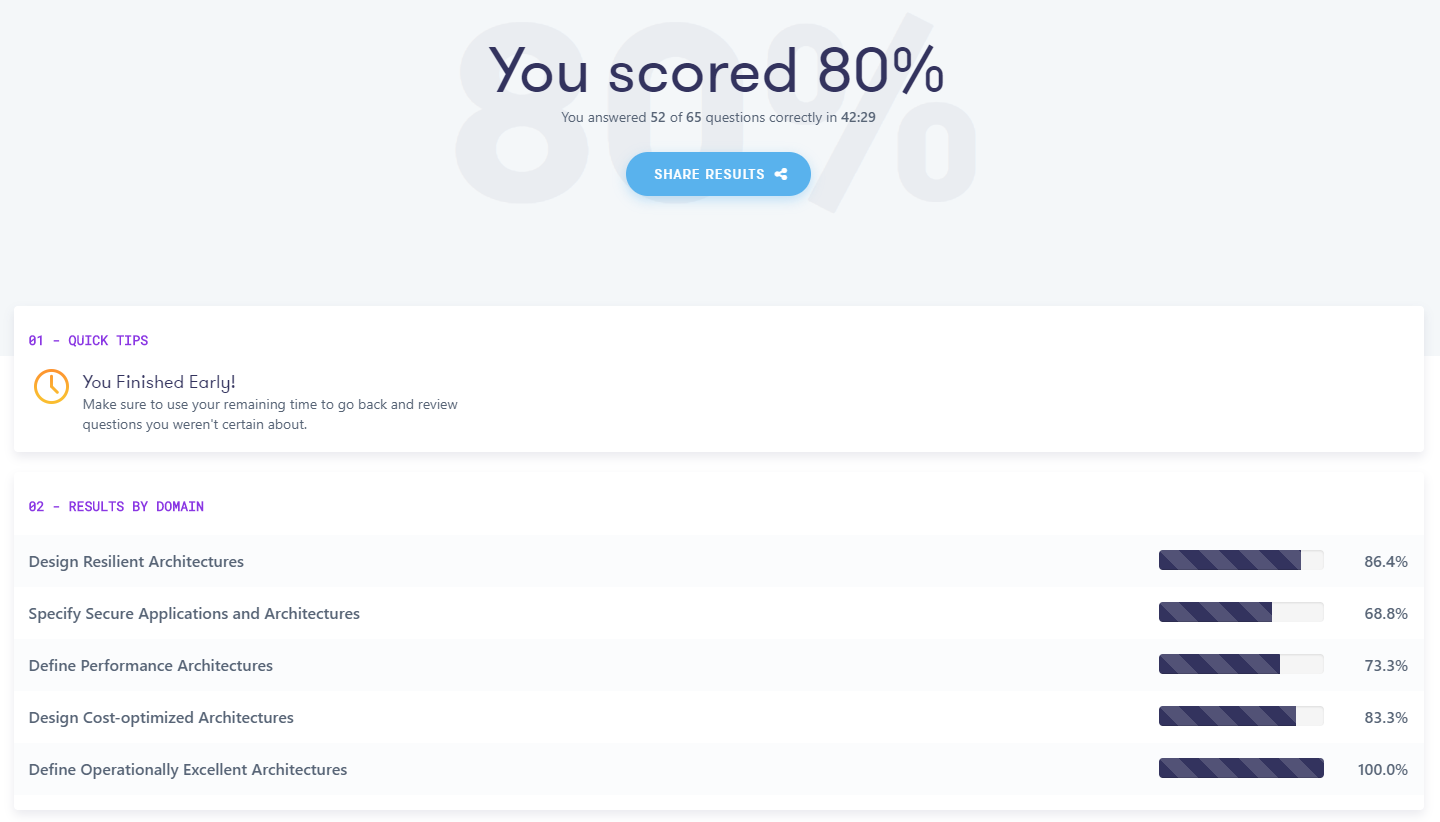 80%
You scored 80%
You answered 52 of 65 questions correctly in 42:29
SHARE RESULTS
01 - QUICK TIPS
You Finished Early!
Make sure to use your remaining time to go back and review
questions you weren't certain about.
02 - RESULTS BY DOMAIN
Design Resilient Architectures 86.4%
Specify Secure Applications and Architectures 68.8%
Define Performance Architectures 73.3%
Design Cost-optimized Architectures 83.3%
Define Operationally Excellent Architectures 100.0%